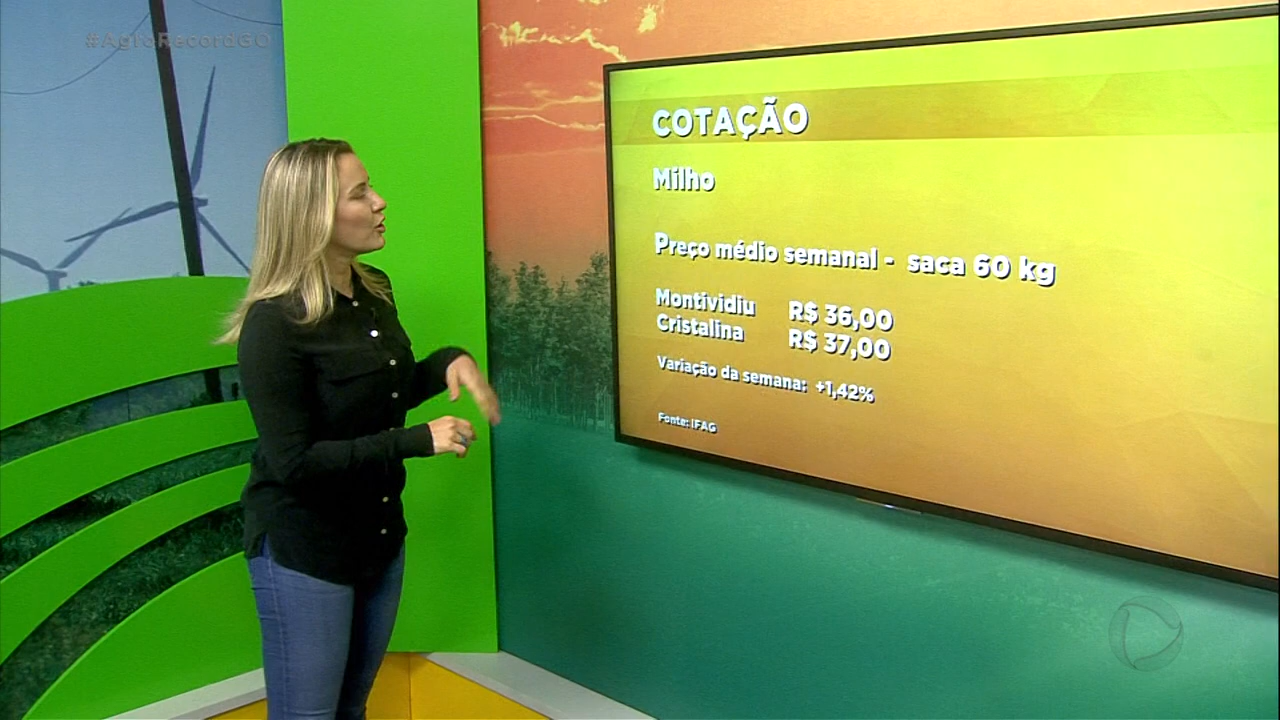 #AgroRecordGO
COTAÇÃO
Milho
Preço médio semanal - saca 60 kg
Montividiu R$ 36,00
Cristalina R$ 37,00
Variação da semana: +1,42%
Fonte: IFAG